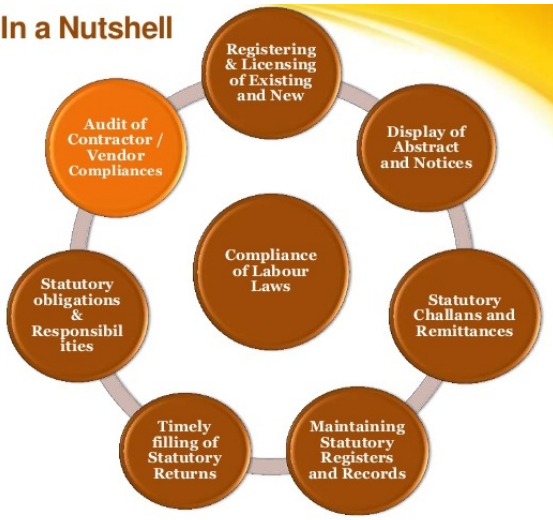 In a Nutshell
Registering
& Licensing
of Existing
and New
Display of
Abstract
and Notices
Statutory
Challans and
Remittances
Maintaining
Statutory
Registers
and Records
Timely
filling of
Statutory
Returns
Statutory
obligations
&
Responsibil
ities
Audit of
Contractor /
Vendor
Compliances
Compliance
of Labour
Laws